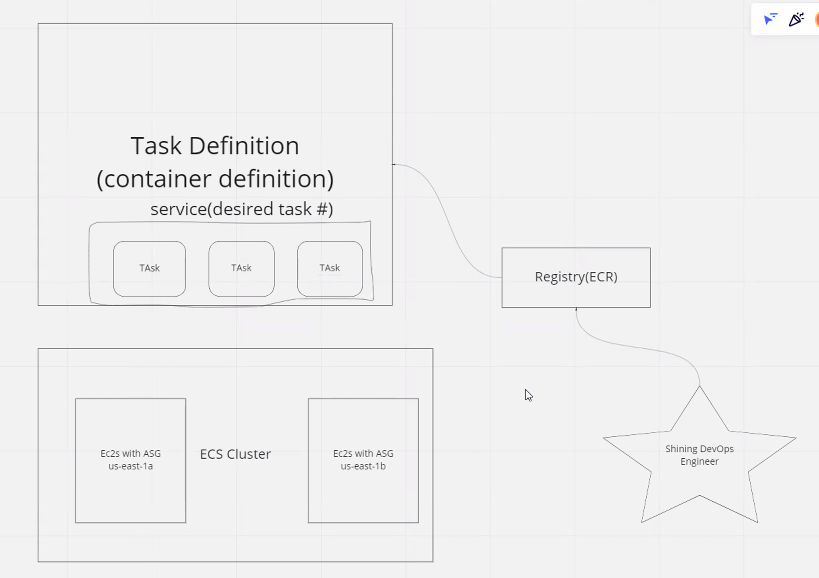 Task Definition
(container definition)
service(desired task #)
TAsk
TAsk
TAsk
Registry(ECR)
Ec2s with ASG
us-east-1a
ECS Cluster
Ec2s with ASG
us-east-1b
Shining DevOps
Engineer